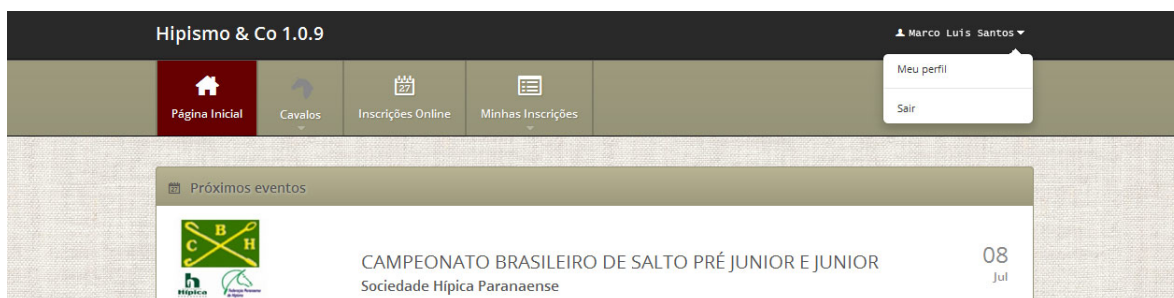 Hipismo & Co 1.0.9
Marco Luis Santos
Meu perfil
Sair
Página Inicial
Cavalos
27
Inscrições Online
Minhas Inscrições
Próximos eventos
C B H
hípica
CAMPEONATO BRASILEIRO DE SALTO PRÉ JUNIOR E JUNIOR
Sociedade Hípica Paranaense
08
Jul